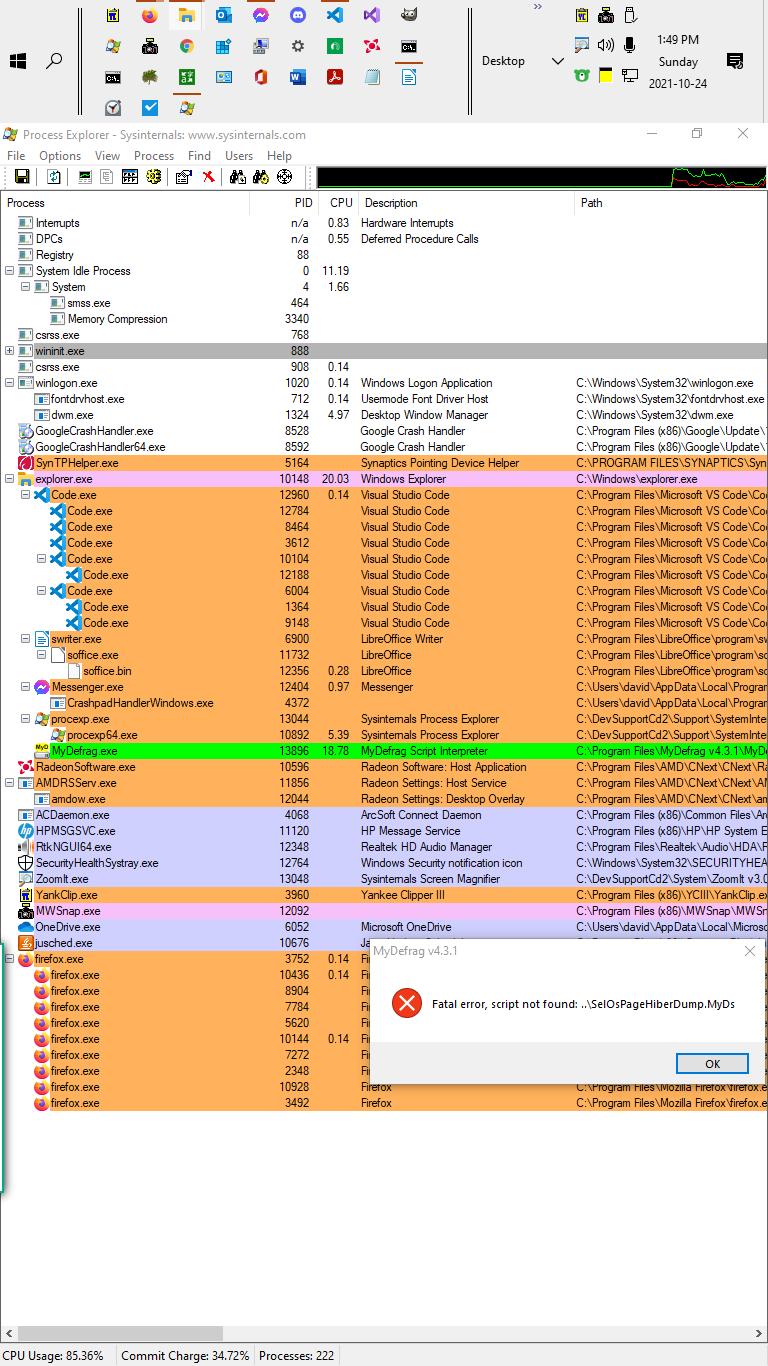 1:49 PM
Desktop
Sunday
2021-10-24
Process Explorer - Sysinternals: www.sysinternals.com
File Options View Process Find Users Help
Process PID CPU Description Path
Interrupts n/a 0.83 Hardware Interrupts
DPCs n/a 0.55 Deferred Procedure Calls
Registry 88
System Idle Process 0 11.19
System 4 1.66
smss.exe 464
Memory Compression 3340
csrss.exe 768
wininit.exe 888
csrss.exe 908 0.14
winlogon.exe 1020 0.14 Windows Logon Application C:\Windows\System32\winlogon.exe
fontdrvhost.exe 712 0.14 Usermode Font Driver Host C:\Windows\System32\fontdrvhost.exe
dwm.exe 1324 4.97 Desktop Window Manager C:\Windows\System32\dwm.exe
GoogleCrashHandler.exe 8528 Google Crash Handler C:\Program Files (x86)\Google\Update\
GoogleCrashHandler64.exe 8592 Google Crash Handler C:\Program Files (x86)\Google\Update\
SynTPHelper.exe 5164 Synaptics Pointing Device Helper C:\PROGRAM FILES\SYNAPTICS\Syn
explorer.exe 10148 20.03 Windows Explorer C:\Windows\explorer.exe
Code.exe 12960 0.14 Visual Studio Code C:\Program Files\Microsoft VS Code\Co
Code.exe 12784 Visual Studio Code C:\Program Files\Microsoft VS Code\Co
Code.exe 8464 Visual Studio Code C:\Program Files\Microsoft VS Code\Co
Code.exe 3612 Visual Studio Code C:\Program Files\Microsoft VS Code\Co
Code.exe 10104 Visual Studio Code C:\Program Files\Microsoft VS Code\Co
Code.exe 12188 Visual Studio Code C:\Program Files\Microsoft VS Code\Co
Code.exe 6004 Visual Studio Code C:\Program Files\Microsoft VS Code\Co
Code.exe 1364 Visual Studio Code C:\Program Files\Microsoft VS Code\Co
Code.exe 9148 Visual Studio Code C:\Program Files\Microsoft VS Code\Co
swriter.exe 6900 LibreOffice Writer C:\Program Files\LibreOffice\program\sw
soffice.exe 11732 LibreOffice C:\Program Files\LibreOffice\program\so
soffice.bin 12356 0.28 LibreOffice C:\Program Files\LibreOffice\program\so
Messenger.exe 12404 0.97 Messenger C:\Users\david\AppData\Local\Program
CrashpadHandlerWindows.exe 4372 C:\Users\david\AppData\Local\Program
procexp.exe 13044 Sysinternals Process Explorer C:\DevSupportCd2\Support\SystemInte
procexp64.exe 10892 5.39 Sysinternals Process Explorer C:\DevSupportCd2\Support\SystemInte
MyDefrag.exe 13896 18.78 MyDefrag Script Interpreter C:\Program Files\MyDefrag v4.3.1\MyD
RadeonSoftware.exe 10596 Radeon Software: Host Application C:\Program Files\AMD\CNext\CNext\Ra
AMDRSServ.exe 11856 Radeon Settings: Host Service C:\Program Files\AMD\CNext\CNext\A
amdow.exe 12044 Radeon Settings: Desktop Overlay C:\Program Files\AMD\CNext\CNext\am
ACDaemon.exe 4068 ArcSoft Connect Daemon C:\Program Files (x86)\Common Files\A
HPMSGSVC.exe 11120 HP Message Service C:\Program Files (x86)\HP\HP System E
RtkNGUI64.exe 12348 Realtek HD Audio Manager C:\Program Files\Realtek\Audio\HDA\R
SecurityHealthSystray.exe 12764 Windows Security notification icon C:\Windows\System32\SECURITYHEA
ZoomIt.exe 13048 Sysinternals Screen Magnifier C:\DevSupportCd2\System\ZoomIt v3.0
YankClip.exe 3960 Yankee Clipper III C:\Program Files (x86)\YCIII\YankClip.ex
MWSnap.exe 12092 C:\Program Files (x86)\MWSnap\MWSn
OneDrive.exe 6052 Microsoft OneDrive C:\Users\david\AppData\Local\Microso
jusched.exe 10676 Ja
firefox.exe 3752 0.14 Fi
firefox.exe 10436 0.14 Fi
firefox.exe 8904 Fi
firefox.exe 7784 Fi
firefox.exe 5620 Fi
firefox.exe 10144 0.14 Fi
firefox.exe 7272 Fi
firefox.exe 2348 Fi
firefox.exe 10928 Firefox C:\Program Files\Mozilla Firefox\firefox.e
firefox.exe 3492 Firefox C:\Program Files\Mozilla Firefox\firefox.e
MyDefrag v4.3.1
Fatal error, script not found: ..\SelOsPageHiberDump.MyDs
OK
CPU Usage: 85.36% Commit Charge: 34.72% Processes: 222